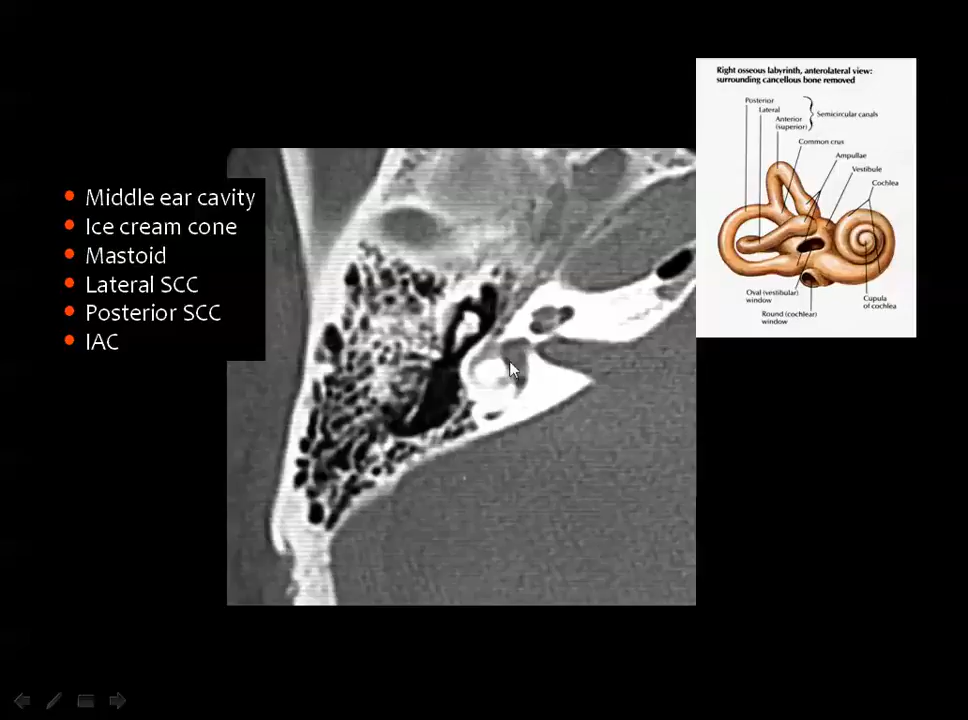 Middle ear cavity
Ice cream cone
Mastoid
Lateral SCC
Posterior SCC
IAC
Right osseous labyrinth, anterolateral view:
surrounding cancellous bone removed
Posterior
Lateral
Anterior
(superior)
Semicircular canals
Common crus
Ampullae
Vestibule
Cochlea
Oval (vestibular)
window
Round (cochlear)
window
Cupula
of cochlea